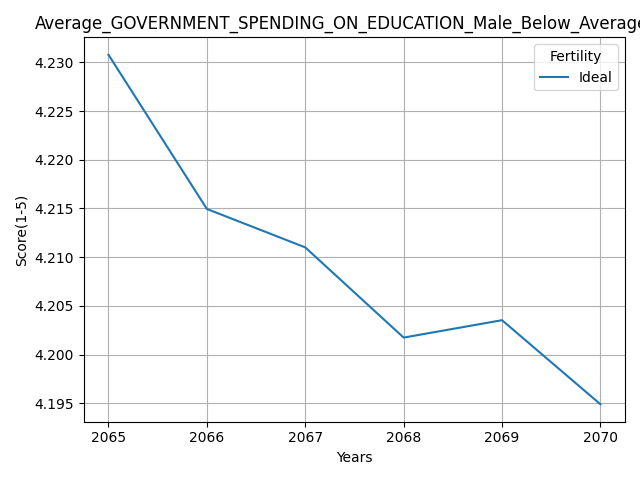 Average_GOVERNMENT_SPENDING_ON_EDUCATION_Male_Below_Average
Fertility
Ideal
4.230
4.225
4.220
4.215
4.210
4.205
4.200
4.195
Score(1-5)
2065 2066 2067 2068 2069 2070
Years